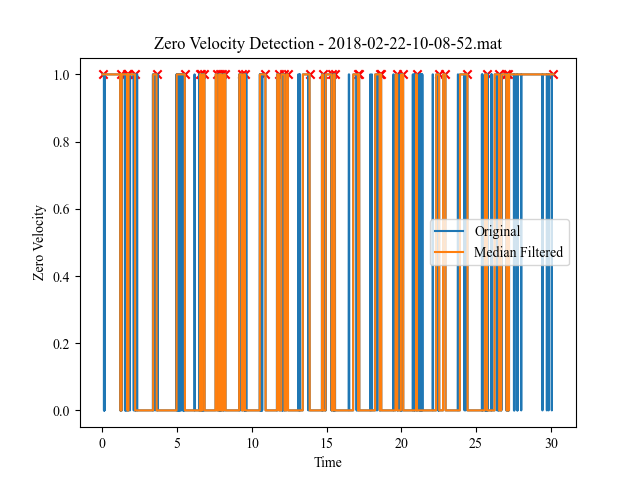 Zero Velocity Detection - 2018-02-22-10-08-52.mat
1.0
0.8
0.6
0.4
0.2
0.0
Zero Velocity
Original
Median Filtered
0 5 10 15 20 25 30
Time